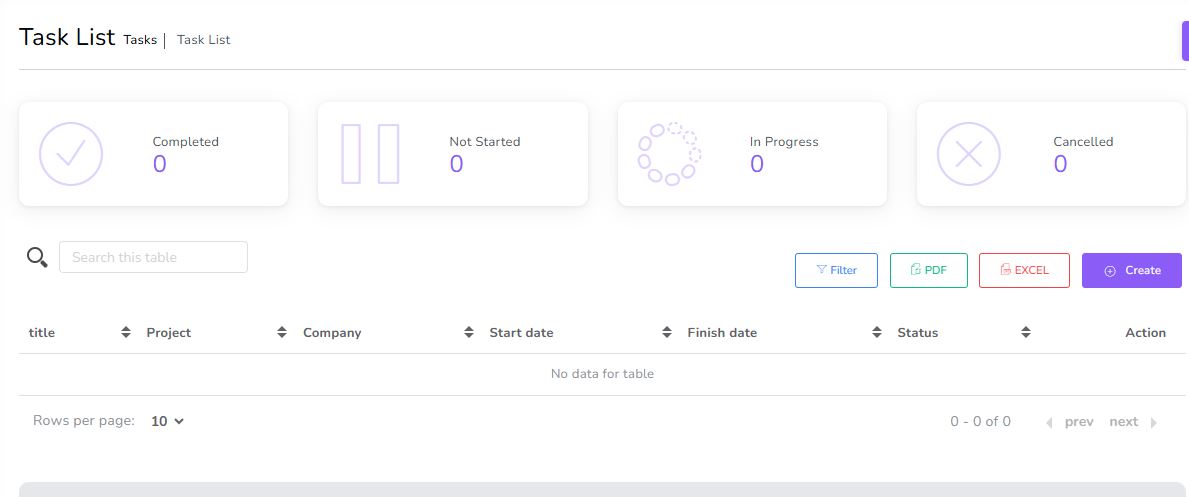 Task List Tasks | Task List
Completed
0
Not Started
0
In Progress
0
Cancelled
0
Search this table
Filter PDF EXCEL Create
title Project Company Start date Finish date Status Action
No data for table
Rows per page: 10 0 - 0 of 0 prev next